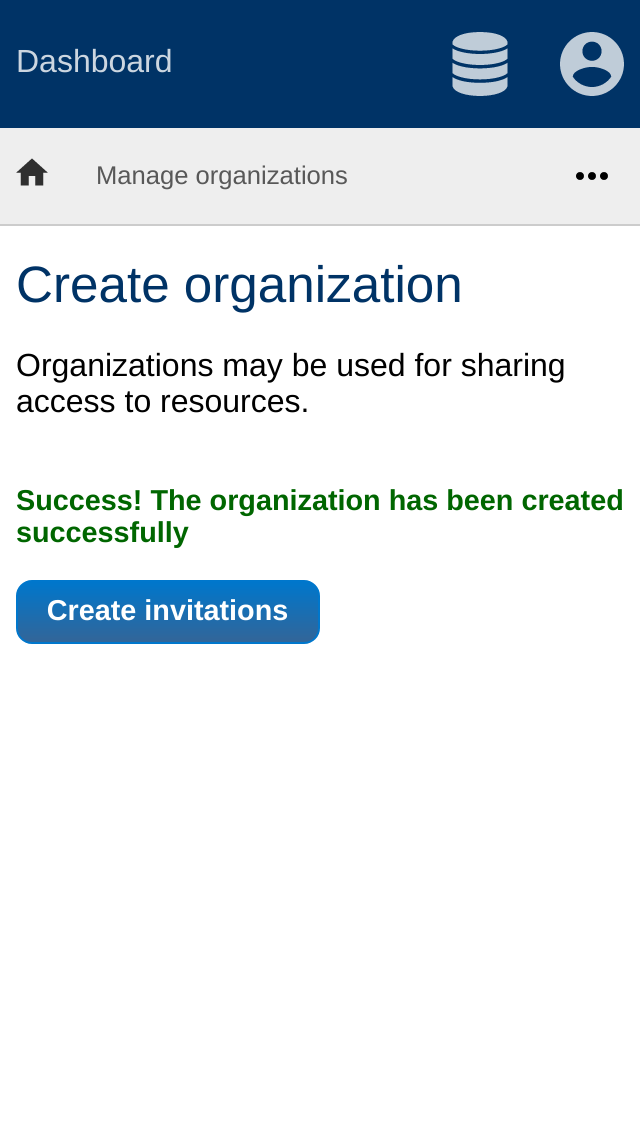 Dashboard
Manage organizations
Create organization
Organizations may be used for sharing
access to resources.
Success! The organization has been created
successfully
Create invitations